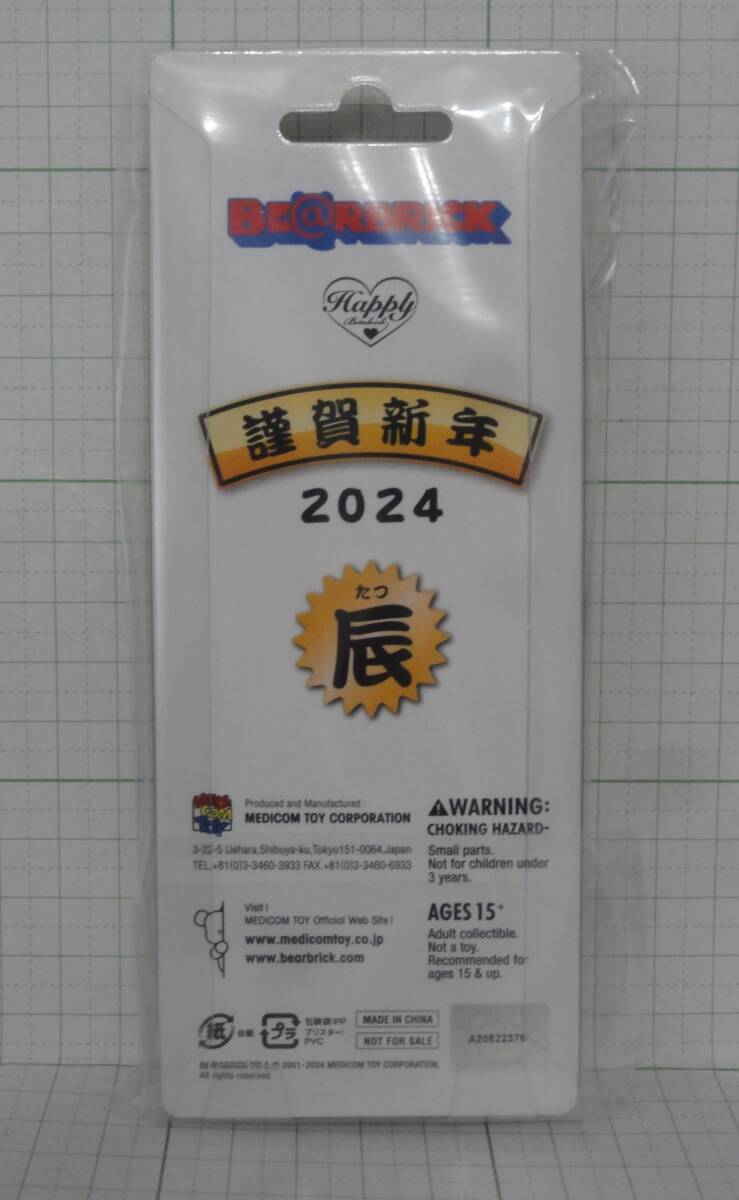 BE@RBRICK
Happy
謹賀新年
2024
たつ
辰
Produced and Manufactured :
MEDICOM TOY CORPORATION
3-22-5 Uehara,Shibuya-ku,Tokyo151-0064,Japan
TEL.+81(0)3-3460-3933 FAX.+81(0)3-3460-6933
Visit !
MEDICOM TOY Official Web Site !
www.medicomtoy.co.jp
www.bearbrick.com
⚠WARNING:
CHOKING HAZARD-
Small parts.
Not for children under
3 years.
AGES 15+
Adult collectible.
Not a toy.
Recommended for
ages 15 & up.
紙
台紙
プラ
包装袋:PP
ブリスター:
PVC
MADE IN CHINA
NOT FOR SALE
A20822376
BE@RBRICK TM & © 2001-2024 MEDICOM TOY CORPORATION.
All rights reserved.